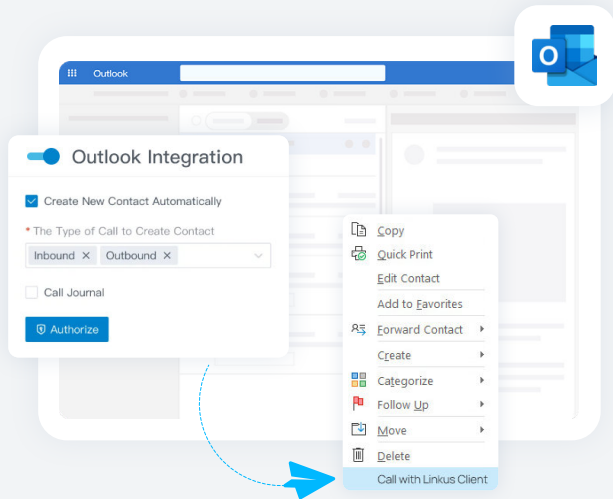 Outlook
O
Outlook Integration
Create New Contact Automatically
* The Type of Call to Create Contact
Inbound × Outbound ×
Call Journal
Authorize
Copy
Quick Print
Edit Contact
Add to Favorites
Forward Contact
Create
Categorize
Follow Up
Move
Delete
Call with Linkus Client